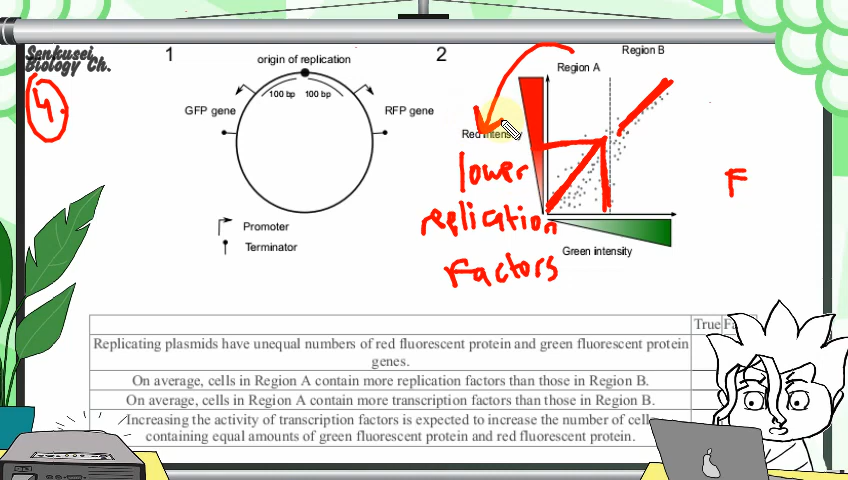 Senkusei
Biology Ch.
4.
1
origin of replication
100 bp
100 bp
GFP gene
RFP gene
Promoter
Terminator
2
Region B
Region A
Red intensity
Green intensity
lower
replication
Factors
F
True
Replicating plasmids have unequal numbers of red fluorescent protein and green fluorescent protein
genes.
On average, cells in Region A contain more replication factors than those in Region B.
On average, cells in Region A contain more transcription factors than those in Region B.
Increasing the activity of transcription factors is expected to increase the number of cell
containing equal amounts of green fluorescent protein and red fluorescent protein.